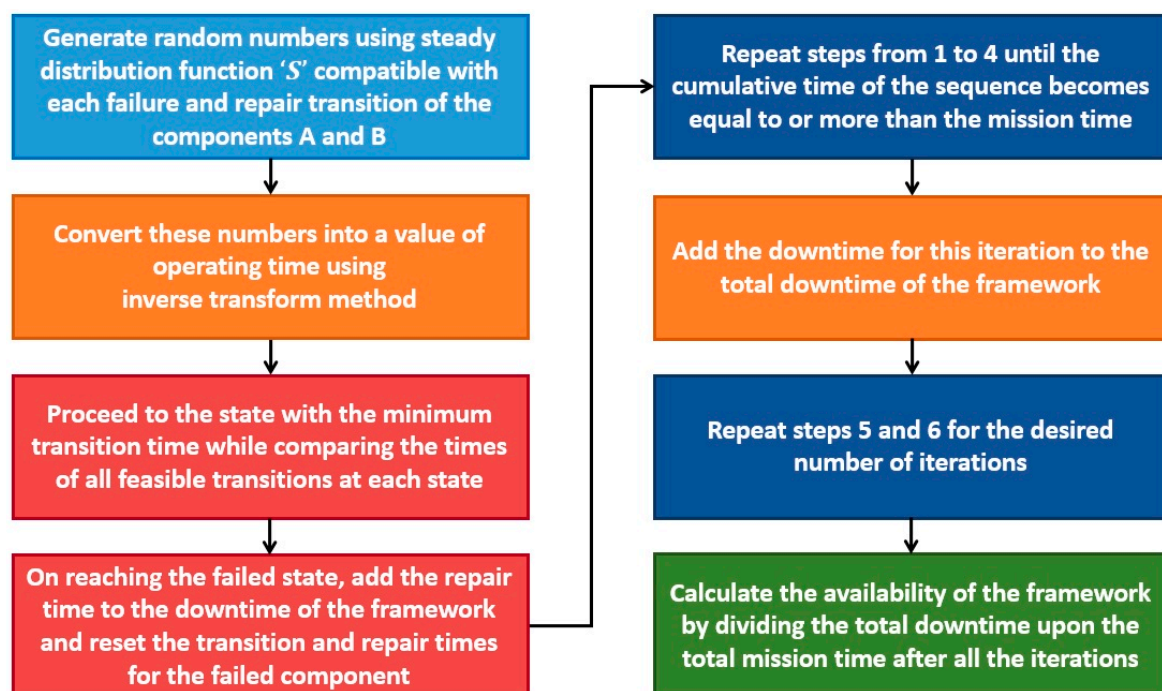 Generate random numbers using steady
distribution function ‘S’ compatible with
each failure and repair transition of the
components A and B
Convert these numbers into a value of
operating time using
inverse transform method
Proceed to the state with the minimum
transition time while comparing the times
of all feasible transitions at each state
On reaching the failed state, add the repair
time to the downtime of the framework
and reset the transition and repair times
for the failed component
Repeat steps from 1 to 4 until the
cumulative time of the sequence becomes
equal to or more than the mission time
Add the downtime for this iteration to the
total downtime of the framework
Repeat steps 5 and 6 for the desired
number of iterations
Calculate the availability of the framework
by dividing the total downtime upon the
total mission time after all the iterations